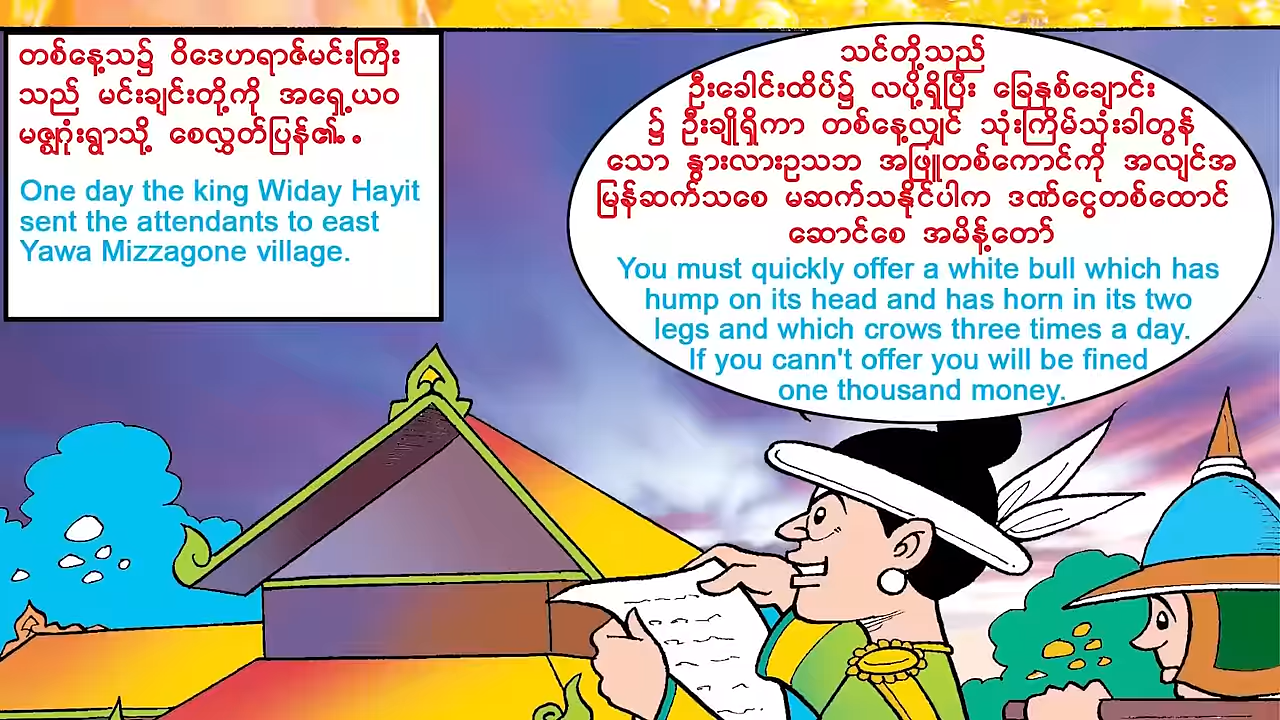 တစ်နေ့သ၌ ဝိဒေဟရာဇ်မင်းကြီး
သည် မင်းချင်းတို့ကို အရှေ့ယဝ
မဇ္ဈဂုံးရွာသို့ စေလွှတ်ပြန်၏. .
One day the king Widay Hayit
sent the attendants to east
Yawa Mizzagone village.
သင်တို့သည်
ဦးခေါင်းထိပ်၌ လပို့ရှိပြီး ခြေနှစ်ချောင်း
၌ ဦးချိုရှိကာ တစ်နေ့လျှင် သုံးကြိမ်သုံးခါတွန်
သော နွားလားဥသဘ အဖြူတစ်ကောင်ကို အလျင်အ
မြန်ဆက်သစေ မဆက်သနိုင်ပါက ဒဏ်ငွေတစ်ထောင်
ဆောင်စေ အမိန့်တော်
You must quickly offer a white bull which has
hump on its head and has horn in its two
legs and which crows three times a day.
If you cann't offer you will be fined
one thousand money.